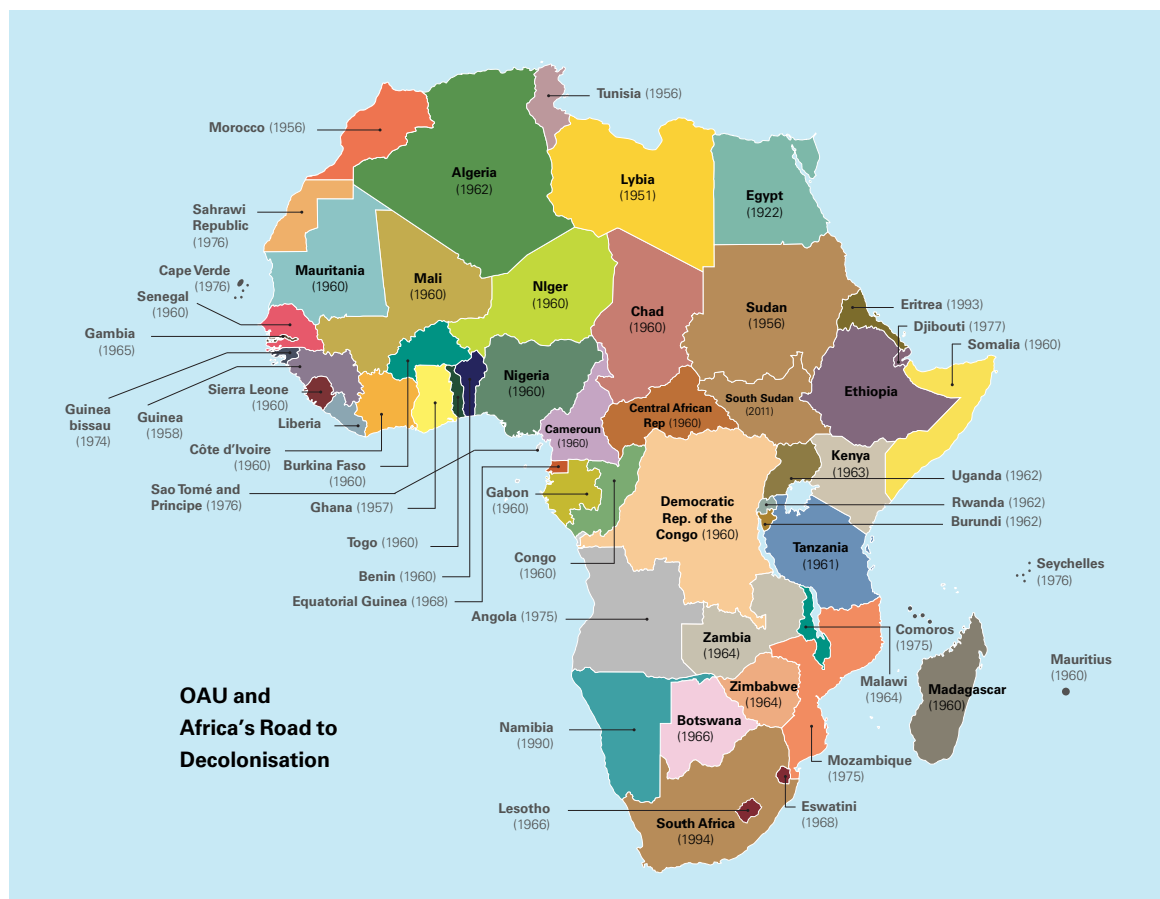 Tunisia (1956)
Morocco (1956)
Algeria
(1962)
Lybia
(1951)
Egypt
(1922)
Sahrawi
Republic
(1976)
Cape Verde
(1976)
Mauritania
(1960)
Mali
(1960)
NIger
(1960)
Chad
(1960)
Sudan
(1956)
Eritrea (1993)
Senegal
(1960)
Djibouti (1977)
Gambia
(1965)
Somalia (1960)
Nigeria
(1960)
Ethiopia
Sierra Leone
(1960)
South Sudan
(2011)
Guinea
bissau
(1974)
Guinea
(1958)
Liberia
Central African
Rep (1960)
Cameroun
(1960)
Côte d'Ivoire
(1960)
Burkina Faso
(1960)
Kenya
(1963)
Uganda (1962)
Sao Tomé and
Principe (1976)
Ghana (1957)
Gabon
(1960)
Democratic
Rep. of the
Congo (1960)
Rwanda (1962)
Burundi (1962)
Togo (1960)
Tanzania
(1961)
Congo
(1960)
Benin (1960)
Seychelles
(1976)
Equatorial Guinea (1968)
Angola (1975)
Comoros
(1975)
Zambia
(1964)
Mauritius
(1960)
Malawi
(1964)
Madagascar
(1960)
Zimbabwe
(1964)
OAU and
Africa's Road to
Decolonisation
Botswana
(1966)
Namibia
(1990)
Mozambique
(1975)
Lesotho
(1966)
Eswatini
(1968)
South Africa
(1994)